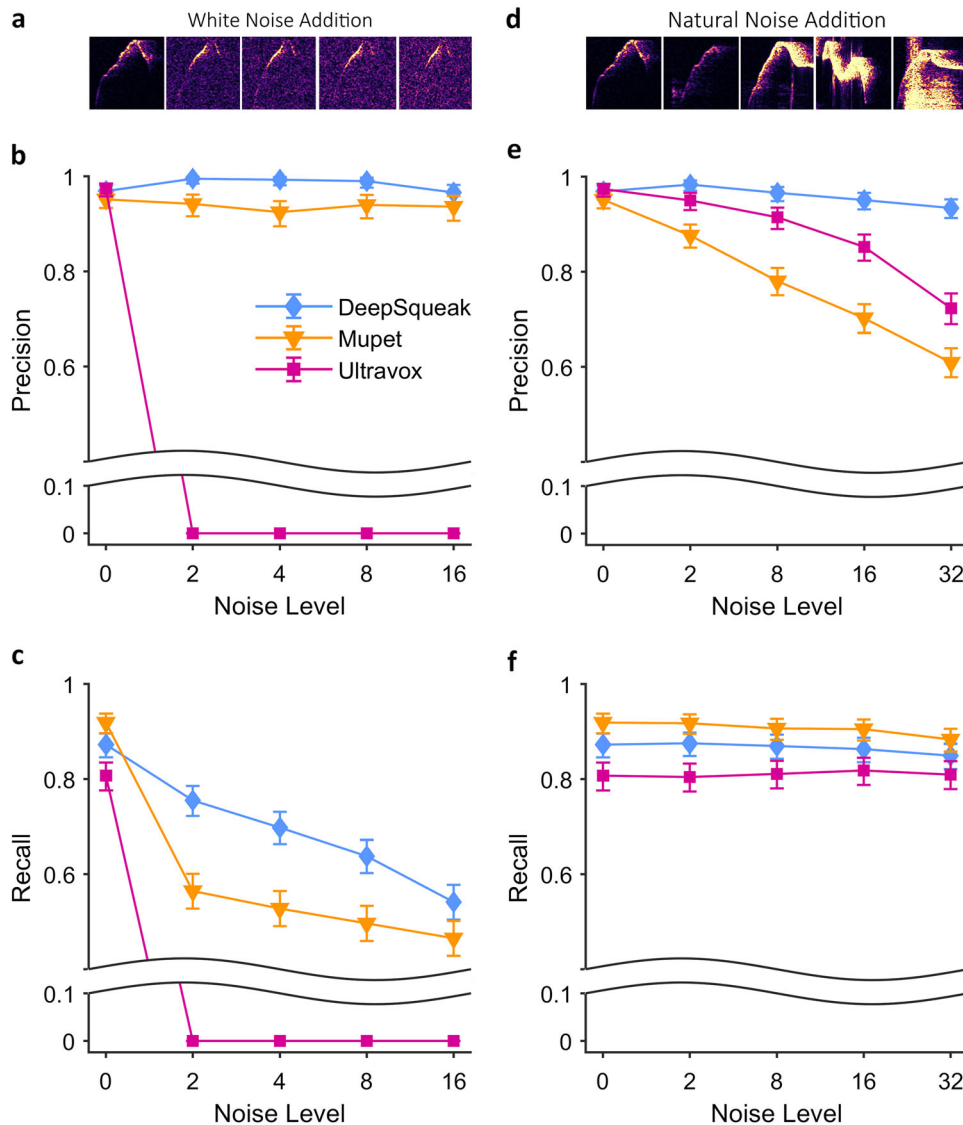 a
White Noise Addition
b
1
0.8
0.6
0.1
0
Precision
DeepSqueak
Mupet
Ultravox
0 2 4 8 16
Noise Level
c
1
0.8
0.6
0.1
0
Recall
0 2 4 8 16
Noise Level
d
Natural Noise Addition
e
1
0.8
0.6
0.1
0
Precision
0 2 8 16 32
Noise Level
f
1
0.8
0.6
0.1
0
Recall
0 2 8 16 32
Noise Level